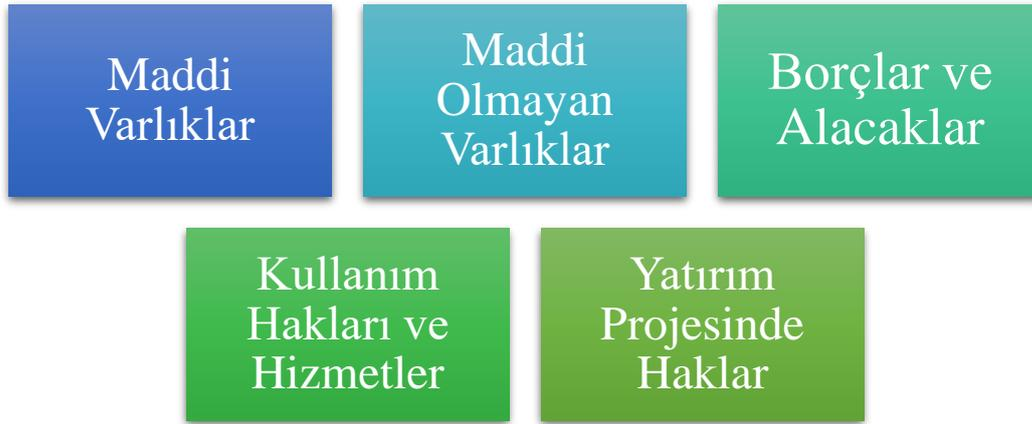 Maddi
Varlıklar
Maddi
Olmayan
Varlıklar
Borçlar ve
Alacaklar
Kullanım
Hakları ve
Hizmetler
Yatırım
Projesinde
Haklar